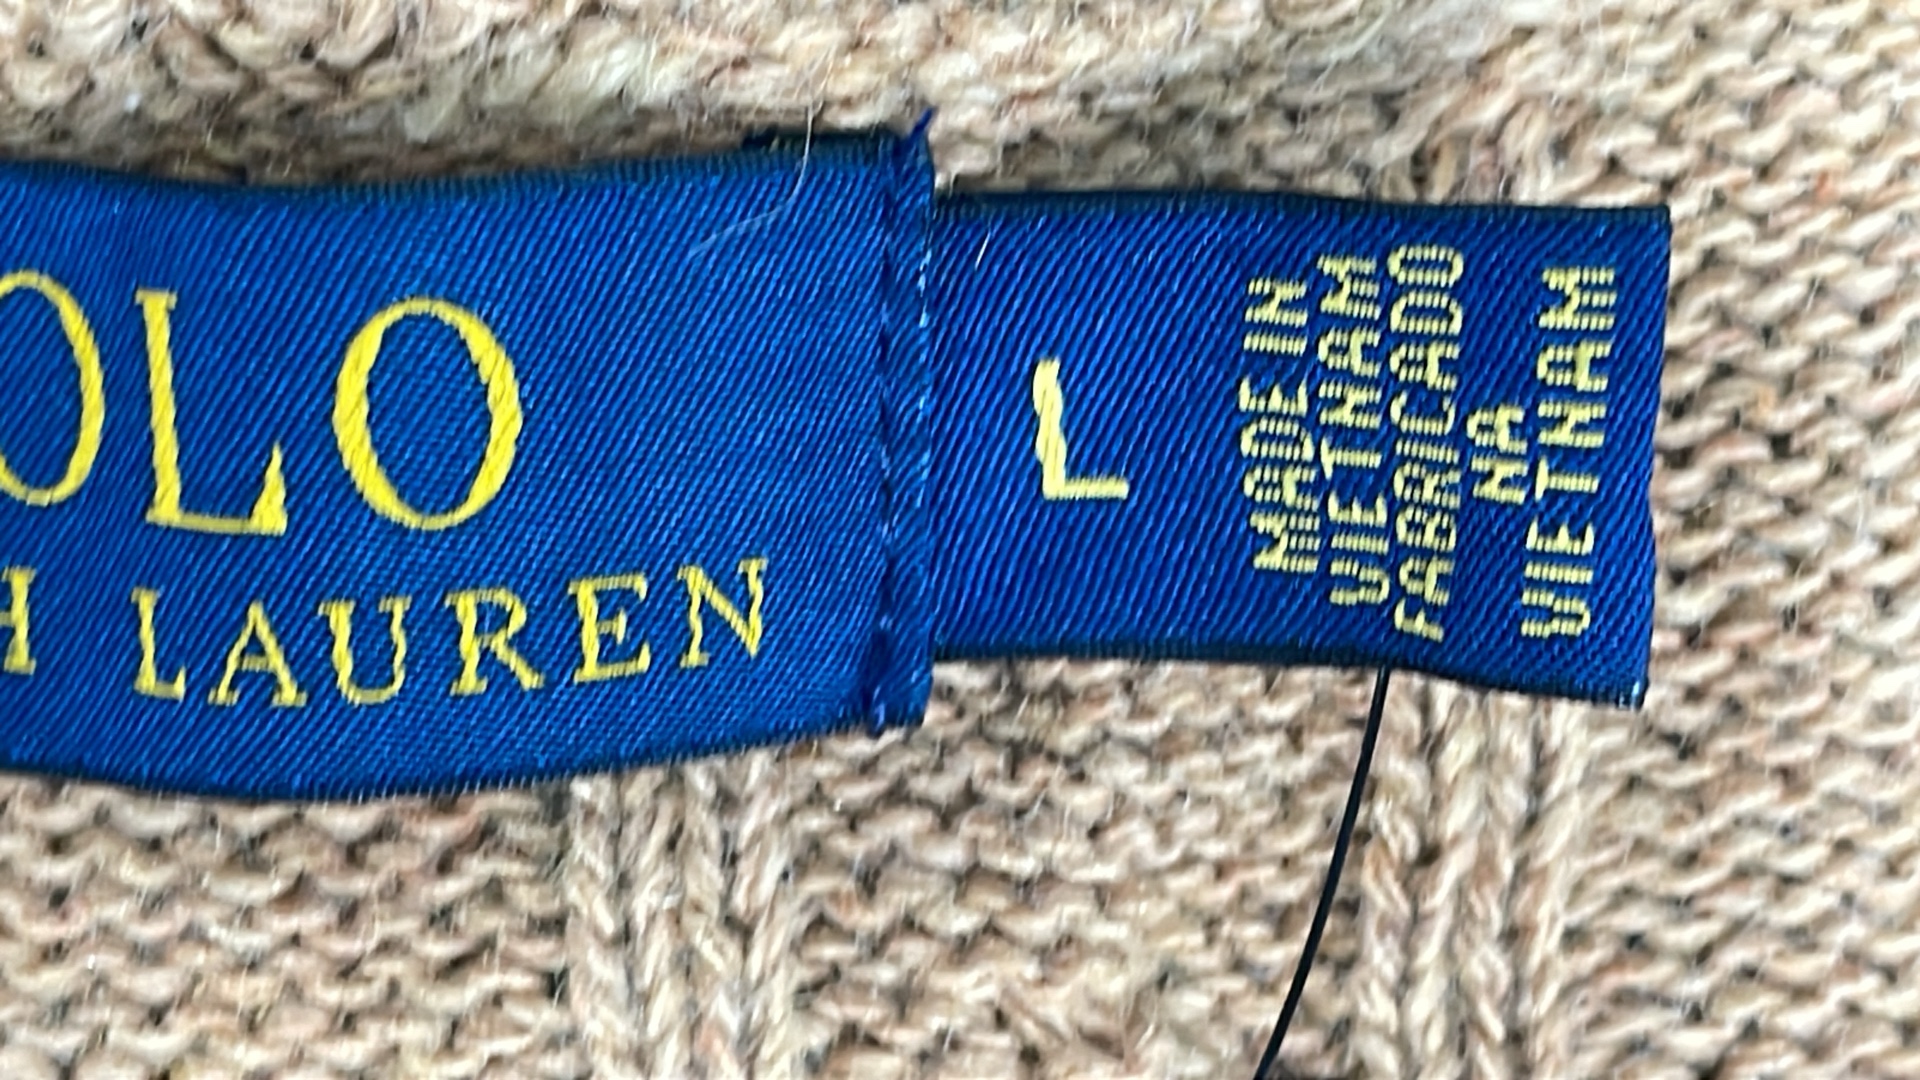 OLO
H LAUREN
L
MADE IN
VIETNAM
FABRICADO
NA
VIETNAM